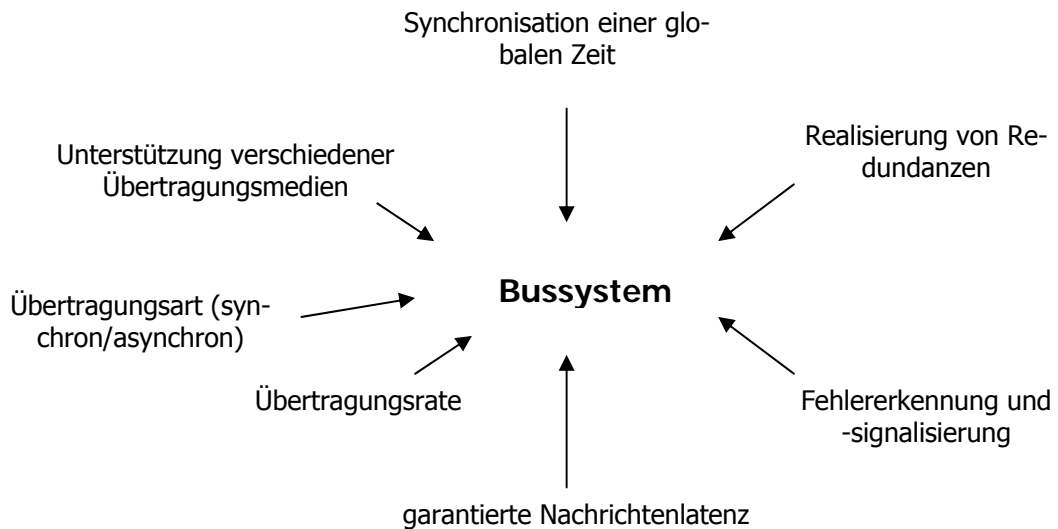 Synchronisation einer glo-
balen Zeit
Realisierung von Re-
dundanzen
Unterstützung verschiedener
Übertragungsmedien
Bussystem
Übertragungsart (syn-
chron/asynchron)
Übertragungsrate
Fehlererkennung und
-signalisierung
garantierte Nachrichtenlatenz